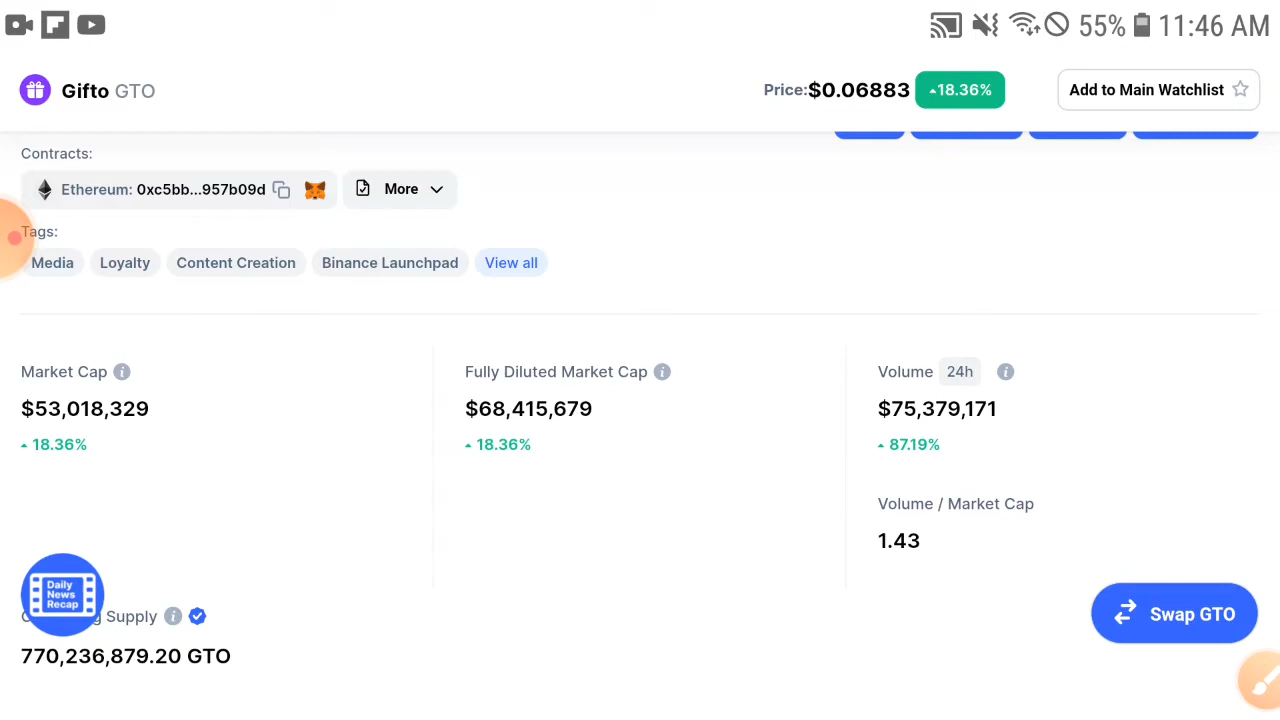 55% 11:46 AM
Gifto GTO
Price:$0.06883 18.36%
Add to Main Watchlist
Contracts:
Ethereum: 0xc5bb...957b09d
More
Tags:
Media
Loyalty
Content Creation
Binance Launchpad
View all
Market Cap
$53,018,329
18.36%
Fully Diluted Market Cap
$68,415,679
18.36%
Volume 24h
$75,379,171
87.19%
Volume / Market Cap
1.43
Daily
News
Recap
Supply
770,236,879.20 GTO
Swap GTO